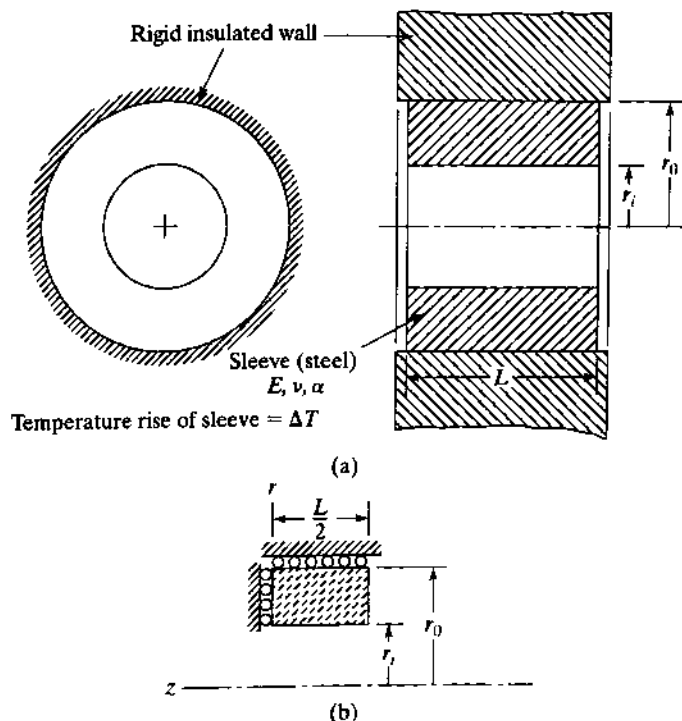 Rigid insulated wall
r₀
rᵢ
Sleeve (steel)
E, ν, α
L
Temperature rise of sleeve = ΔT
(a)
r
L/2
r₀
rᵢ
z
(b)